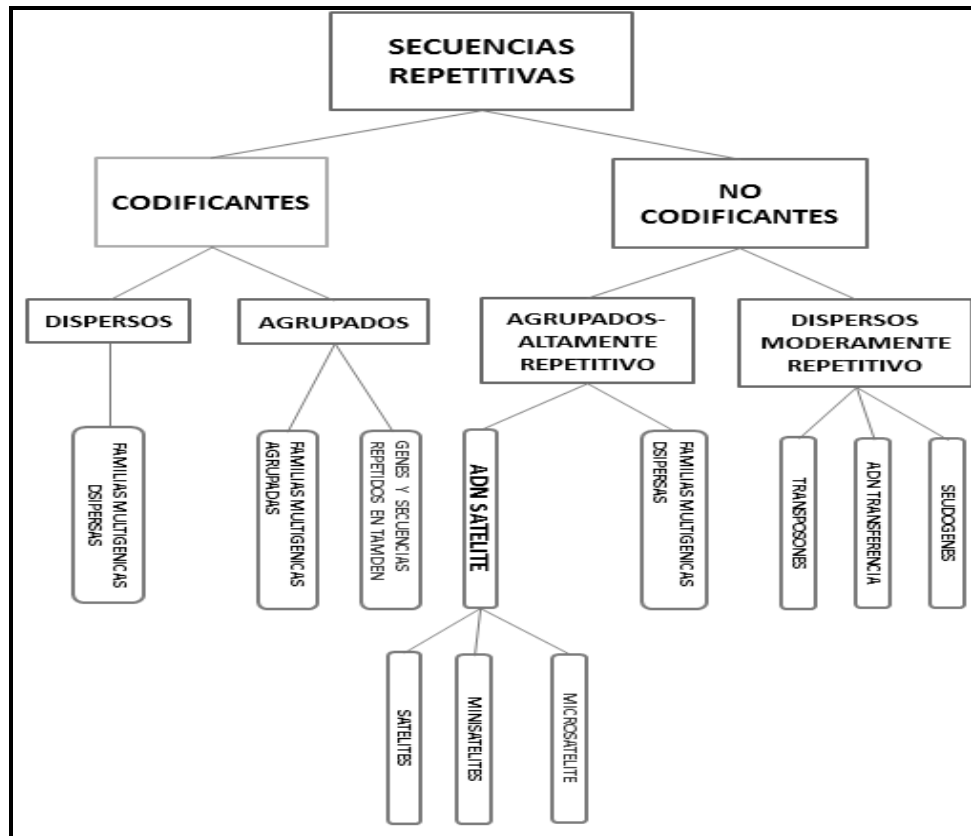 SECUENCIAS
REPETITIVAS
CODIFICANTES
NO
CODIFICANTES
DISPERSOS
AGRUPADOS
AGRUPADOS-
ALTAMENTE
REPETITIVO
DISPERSOS
MODERAMENTE
REPETITIVO
FAMILIAS MULTIGENICAS
DSIPERSAS
FAMILIAS MULTIGENICAS
AGRUPADAS
GENES Y SECUENCIAS
REPETIDOS EN TAMDEN
ADN SATELITE
FAMILIAS MULTIGENICAS
DSIPERSAS
TRANSPOSONES
ADN TRANSFERENCIA
SEUDOGENES
SATELITES
MINISATELITES
MICROSATELITE